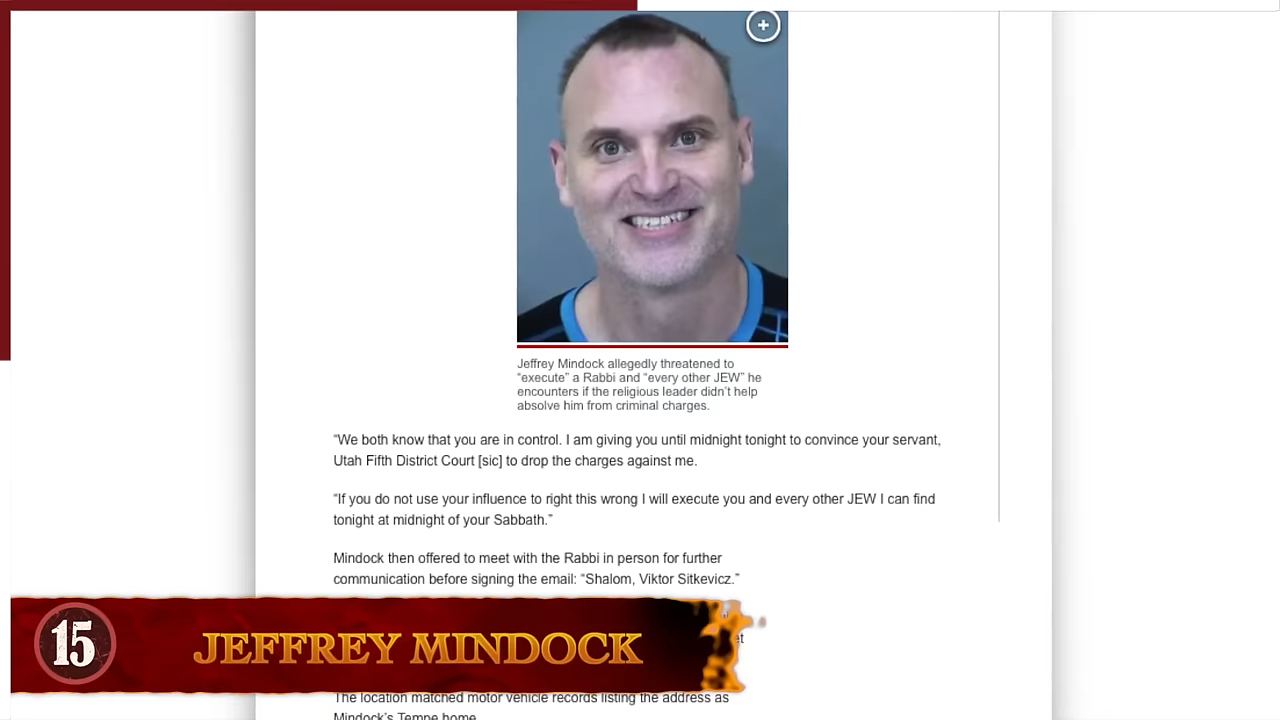 Jeffrey Mindock allegedly threatened to
“execute” a Rabbi and “every other JEW” he
encounters if the religious leader didn’t help
absolve him from criminal charges.
“We both know that you are in control. I am giving you until midnight tonight to convince your servant,
Utah Fifth District Court [sic] to drop the charges against me.
“If you do not use your influence to right this wrong I will execute you and every other JEW I can find
tonight at midnight of your Sabbath.”
Mindock then offered to meet with the Rabbi in person for further
communication before signing the email: “Shalom, Viktor Sitkevicz.”
15
JEFFREY MINDOCK
The location matched motor vehicle records listing the address as
Mindock’s Tempe home.